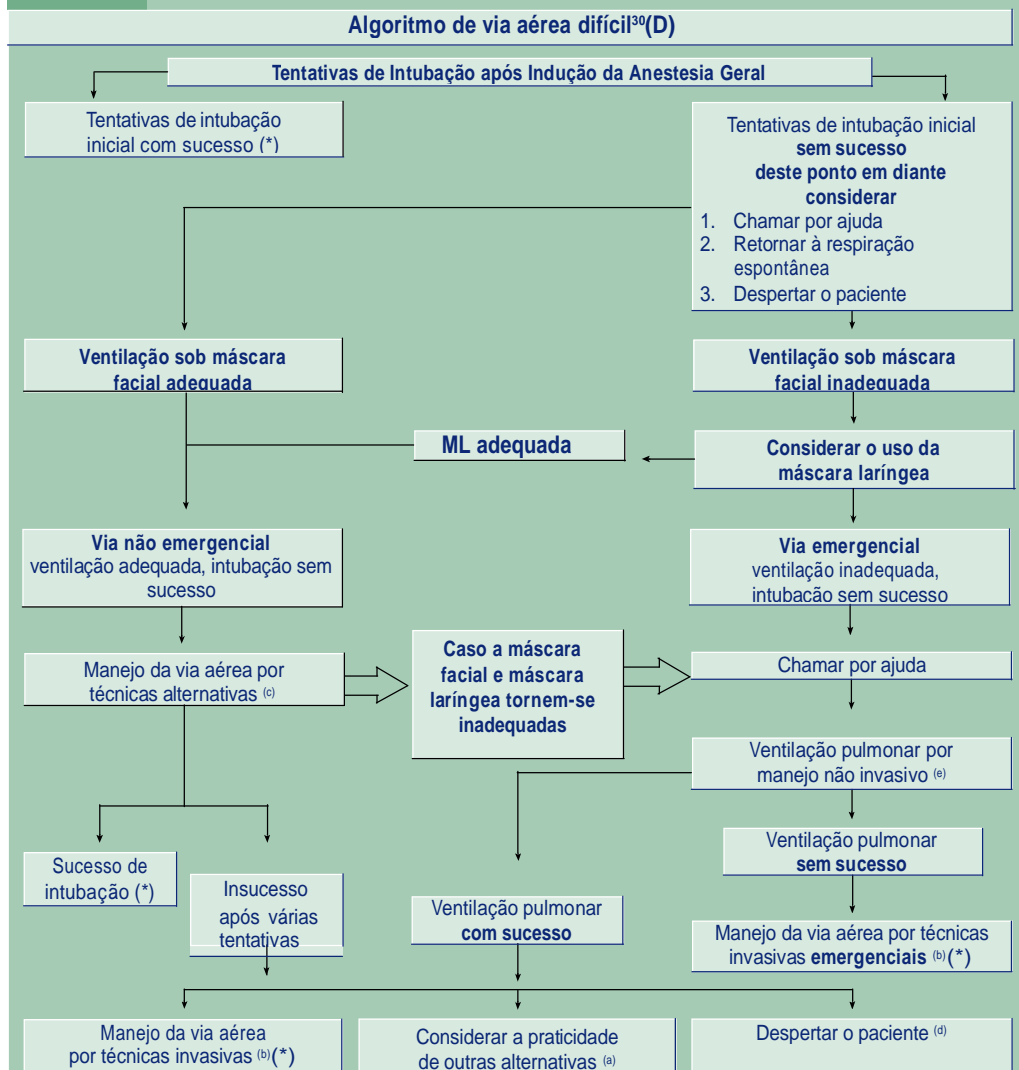 Algoritmo de via aérea difícil³⁰(D)
Tentativas de Intubação após Indução da Anestesia Geral
Tentativas de intubação
inicial com sucesso (*)
Tentativas de intubação inicial
sem sucesso
deste ponto em diante
considerar
1. Chamar por ajuda
2. Retornar à respiração
espontânea
3. Despertar o paciente
Ventilação sob máscara
facial adequada
Ventilação sob máscara
facial inadequada
ML adequada
Considerar o uso da
máscara laríngea
Via não emergencial
ventilação adequada, intubação sem
sucesso
Via emergencial
ventilação inadequada,
intubação sem sucesso
Manejo da via aérea por
técnicas alternativas (c)
Caso a máscara
facial e máscara
laríngea tornem-se
inadequadas
Chamar por ajuda
Ventilação pulmonar por
manejo não invasivo (e)
Sucesso de
intubação (*)
Insucesso
após várias
tentativas
Ventilação pulmonar
com sucesso
Ventilação pulmonar
sem sucesso
Manejo da via aérea por técnicas
invasivas emergenciais (b)(*)
Manejo da via aérea
por técnicas invasivas (b)(*)
Considerar a praticidade
de outras alternativas (a)
Despertar o paciente (d)